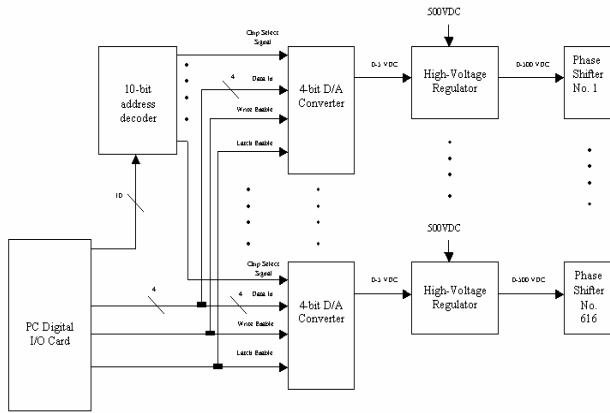 500VDC
Chip Select
Signal
0-5 VDC
0-500 VDC
10-bit
address
decoder
4
Data In
4-bit D/A
Converter
High-Voltage
Regulator
Phase
Shifter
No. 1
Write Enable
Latch Enable
10
500VDC
Chip Select
Signal
0-5 VDC
0-500 VDC
4
4
Data In
4-bit D/A
Converter
High-Voltage
Regulator
Phase
Shifter
No.
616
PC Digital
I/O Card
Write Enable
Latch Enable